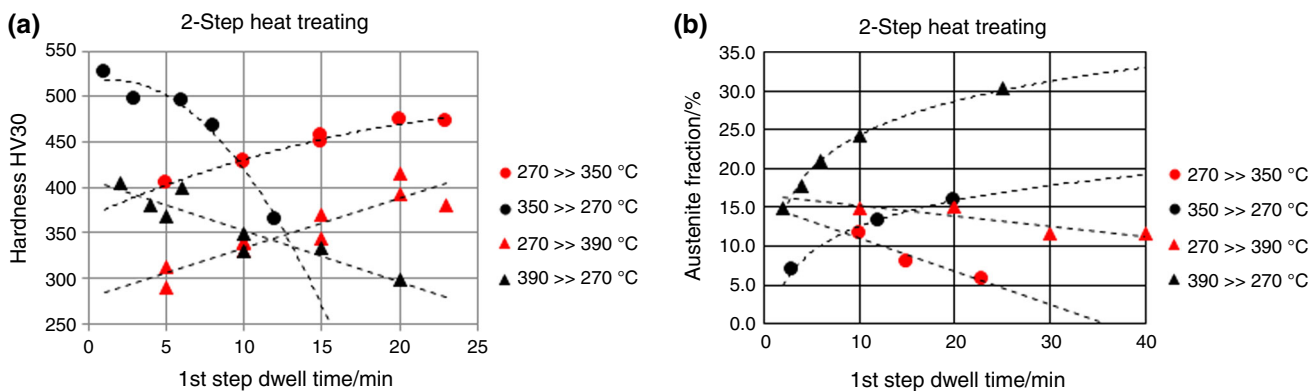 (a)
2-Step heat treating
550
500
450
400
350
300
250
0 5 10 15 20 25
Hardness HV30
1st step dwell time/min
270 >> 350 °C
350 >> 270 °C
270 >> 390 °C
390 >> 270 °C
(b)
2-Step heat treating
35.0
30.0
25.0
20.0
15.0
10.0
5.0
0.0
0 10 20 30 40
Austenite fraction/%
1st step dwell time/min
270 >> 350 °C
350 >> 270 °C
270 >> 390 °C
390 >> 270 °C